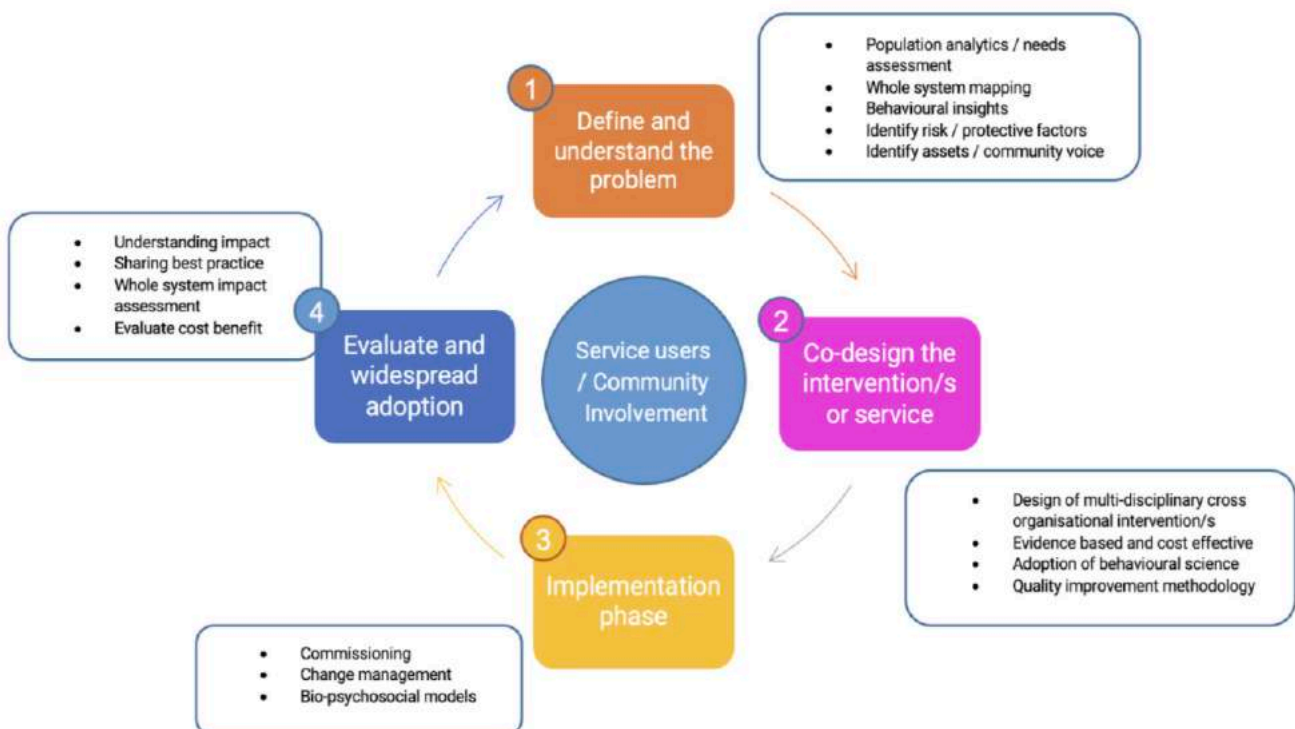 1
Define and
understand the
problem
• Population analytics / needs
assessment
• Whole system mapping
• Behavioural insights
• Identify risk / protective factors
• Identify assets / community voice
2
Co-design the
intervention/s
or service
• Design of multi-disciplinary cross
organisational intervention/s
• Evidence based and cost effective
• Adoption of behavioural science
• Quality improvement methodology
3
Implementation
phase
• Commissioning
• Change management
• Bio-psychosocial models
4
Evaluate and
widespread
adoption
• Understanding impact
• Sharing best practice
• Whole system impact
assessment
• Evaluate cost benefit
Service users
/ Community
Involvement